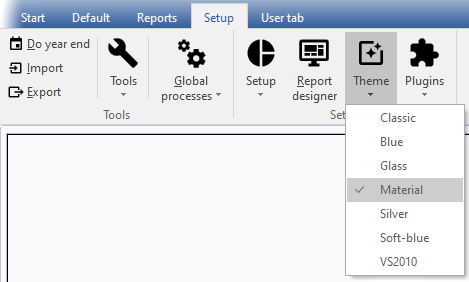 Start Default Reports Setup User tab
Do year end
Import
Export
Tools
Global processes
Setup
Report designer
Theme
Plugins
Tools
Set
Classic
Blue
Glass
Material
Silver
Soft-blue
VS2010